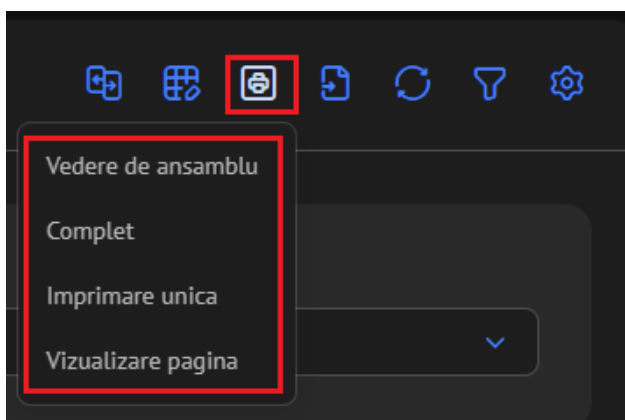 Vedere de ansamblu
Complet
Imprimare unica
Vizualizare pagina